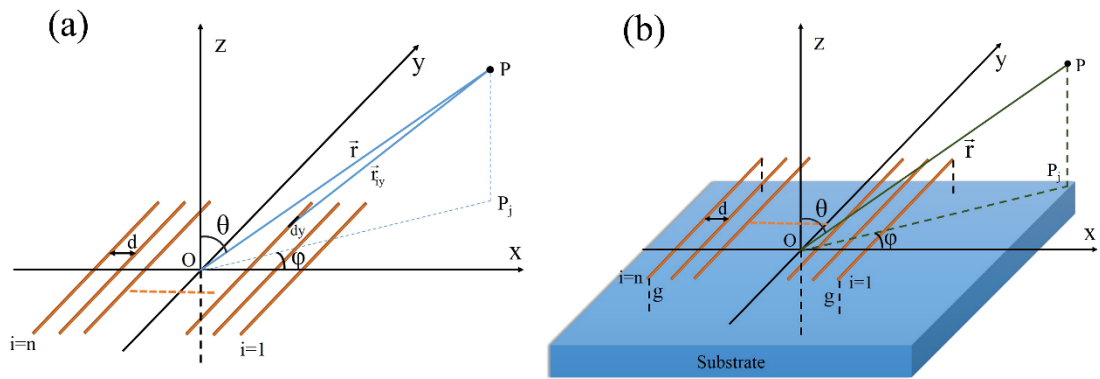 (a)
z
y
P
r⃗
r⃗iy
Pj
θ
dy
d
x
O
φ
i=n
i=1
(b)
z
y
P
r⃗
Pj
d
θ
x
O
φ
i=n
i=1
g
g
Substrate